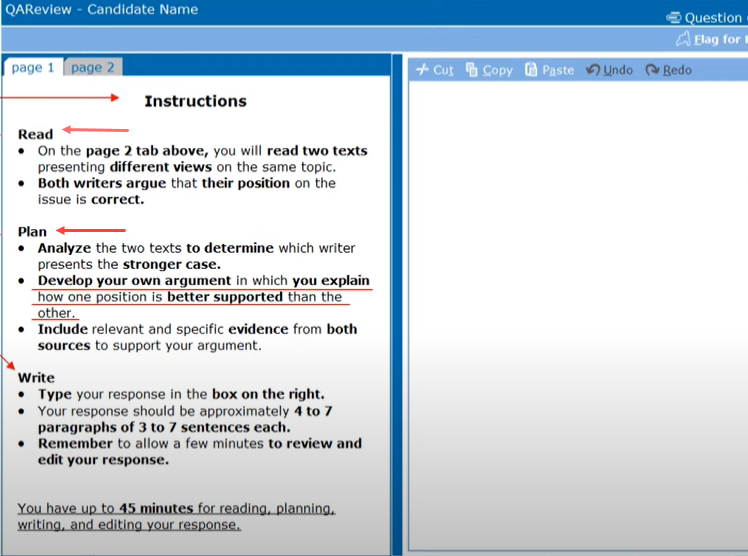 QAReview - Candidate Name
Question
Flag for
page 1 page 2
Cut Copy Paste Undo Redo
Instructions
Read
• On the page 2 tab above, you will read two texts
presenting different views on the same topic.
• Both writers argue that their position on the
issue is correct.
Plan
• Analyze the two texts to determine which writer
presents the stronger case.
• Develop your own argument in which you explain
how one position is better supported than the
other.
• Include relevant and specific evidence from both
sources to support your argument.
Write
• Type your response in the box on the right.
• Your response should be approximately 4 to 7
paragraphs of 3 to 7 sentences each.
• Remember to allow a few minutes to review and
edit your response.
You have up to 45 minutes for reading, planning,
writing, and editing your response.